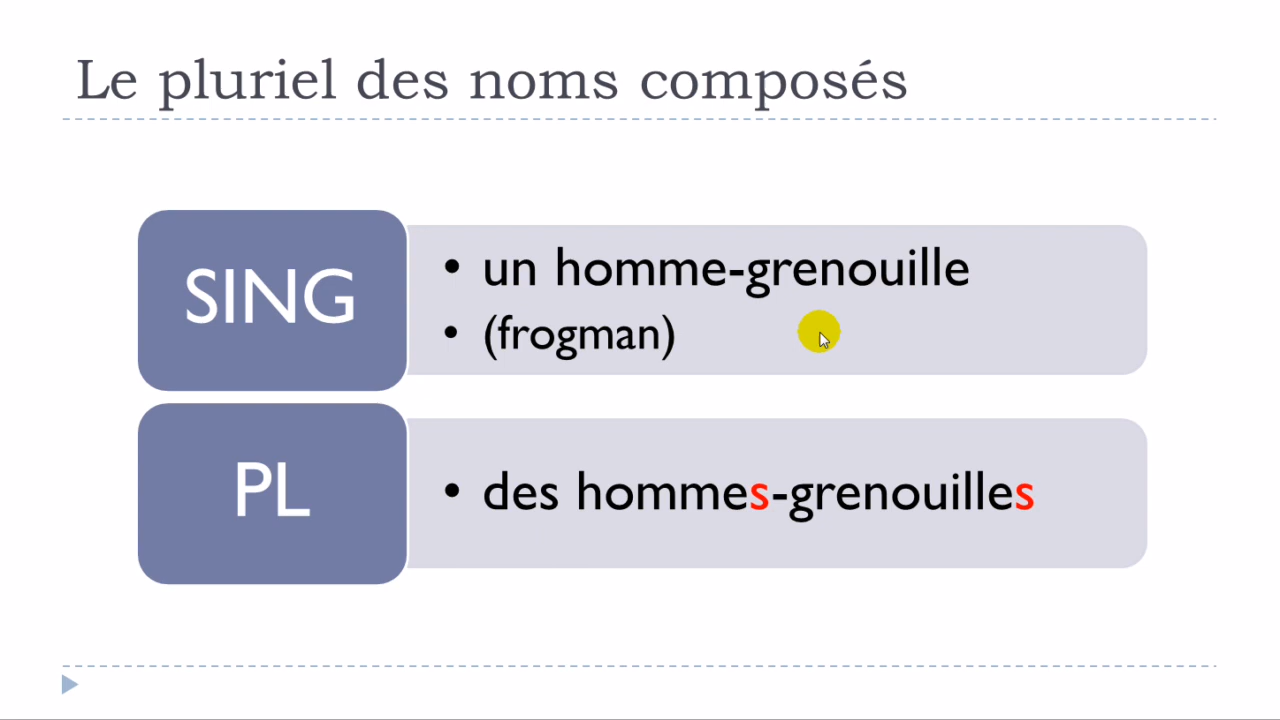 Le pluriel des noms composés
SING
• un homme-grenouille
• (frogman)
PL
• des hommes-grenouilles